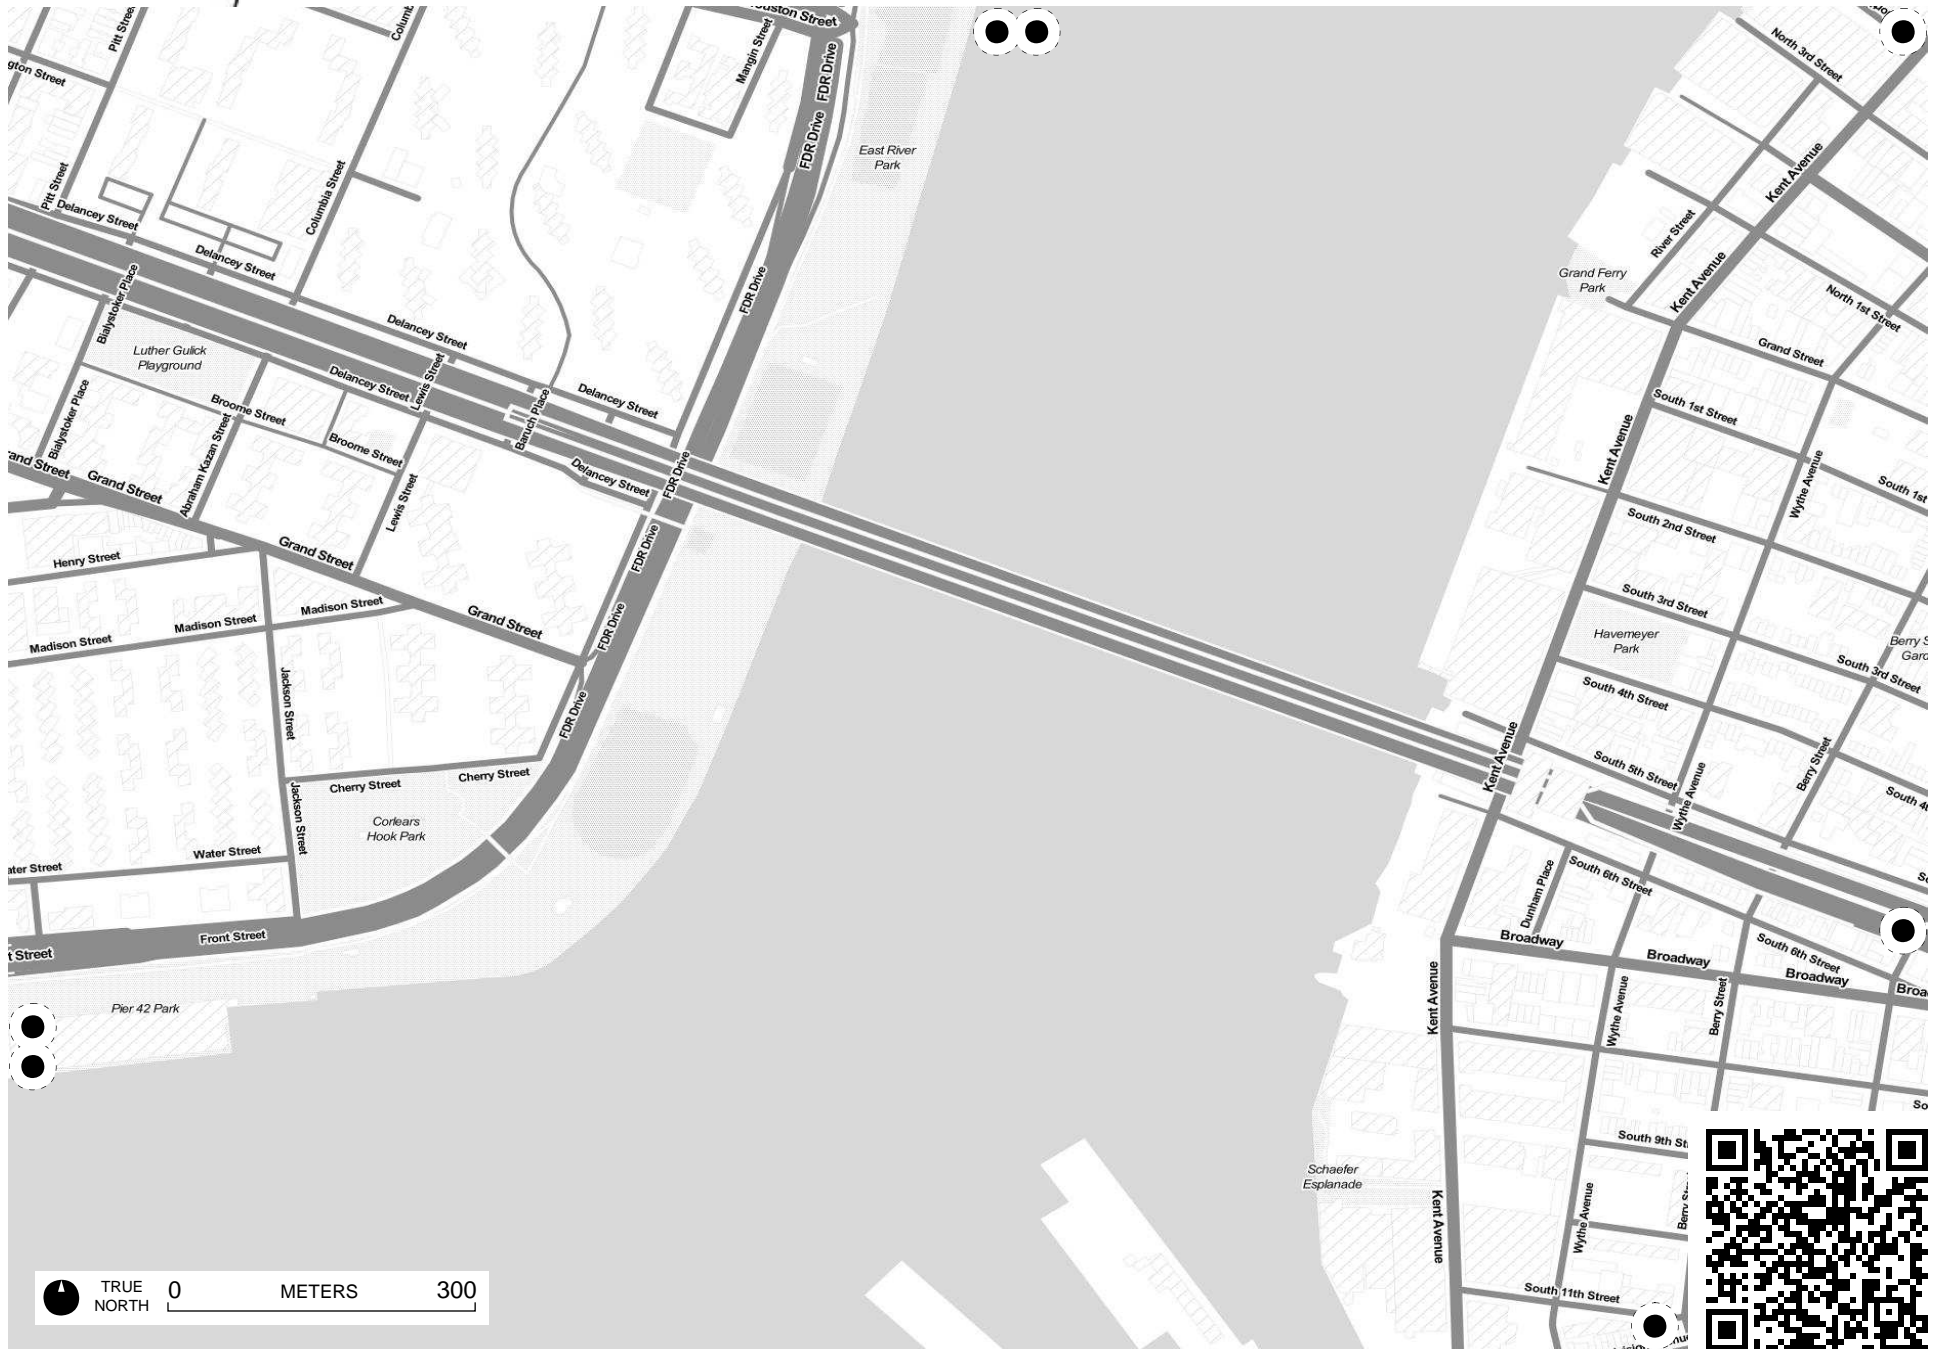 Houston Street
North 3rd Street
Pitt Street
Mangin Street
FDR Drive
FDR Drive
East River
Park
Kent Avenue
Pitt Street
Columbia Street
Delancey Street
Delancey Street
River Street
Grand Ferry
Park
Kent Avenue
North 1st Street
Bialystoker Place
FDR Drive
Delancey Street
Luther Gulick
Playground
Grand Street
Delancey Street
Lewis Street
Delancey Street
Bialystoker Place
Broome Street
Baruch Place
South 1st Street
Abraham Kazan Street
Broome Street
Kent Avenue
Grand Street
Delancey Street
FDR Drive
Wythe Avenue
South 1st
Lewis Street
South 2nd Street
Grand Street
Henry Street
FDR Drive
Madison Street
Madison Street
Madison Street
Grand Street
FDR Drive
South 3rd Street
Havemeyer
Park
South 3rd Street
Jackson Street
FDR Drive
South 4th Street
Kent Avenue
South 5th Street
Berry Street
Cherry Street
Cherry Street
Jackson Street
Wythe Avenue
Corlears
Hook Park
Water Street
Dunham Place
South 6th Street
Front Street
Broadway
Broadway
South 6th Street
Broadway
Kent Avenue
Wythe Avenue
Berry Street
Pier 42 Park
Schaefer
Esplanade
South 9th St
Kent Avenue
Wythe Avenue
South 11th Street
TRUE
NORTH
0 METERS 300